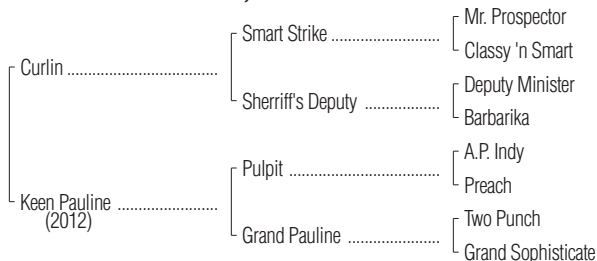 Mr. Prospector
Smart Strike ..........................
Classy 'n Smart
Curlin ....................................
Deputy Minister
Sherriff's Deputy ..................
Barbarika
A.P. Indy
Pulpit ....................................
Preach
Keen Pauline ........................
(2012)
Two Punch
Grand Pauline ......................
Grand Sophisticate